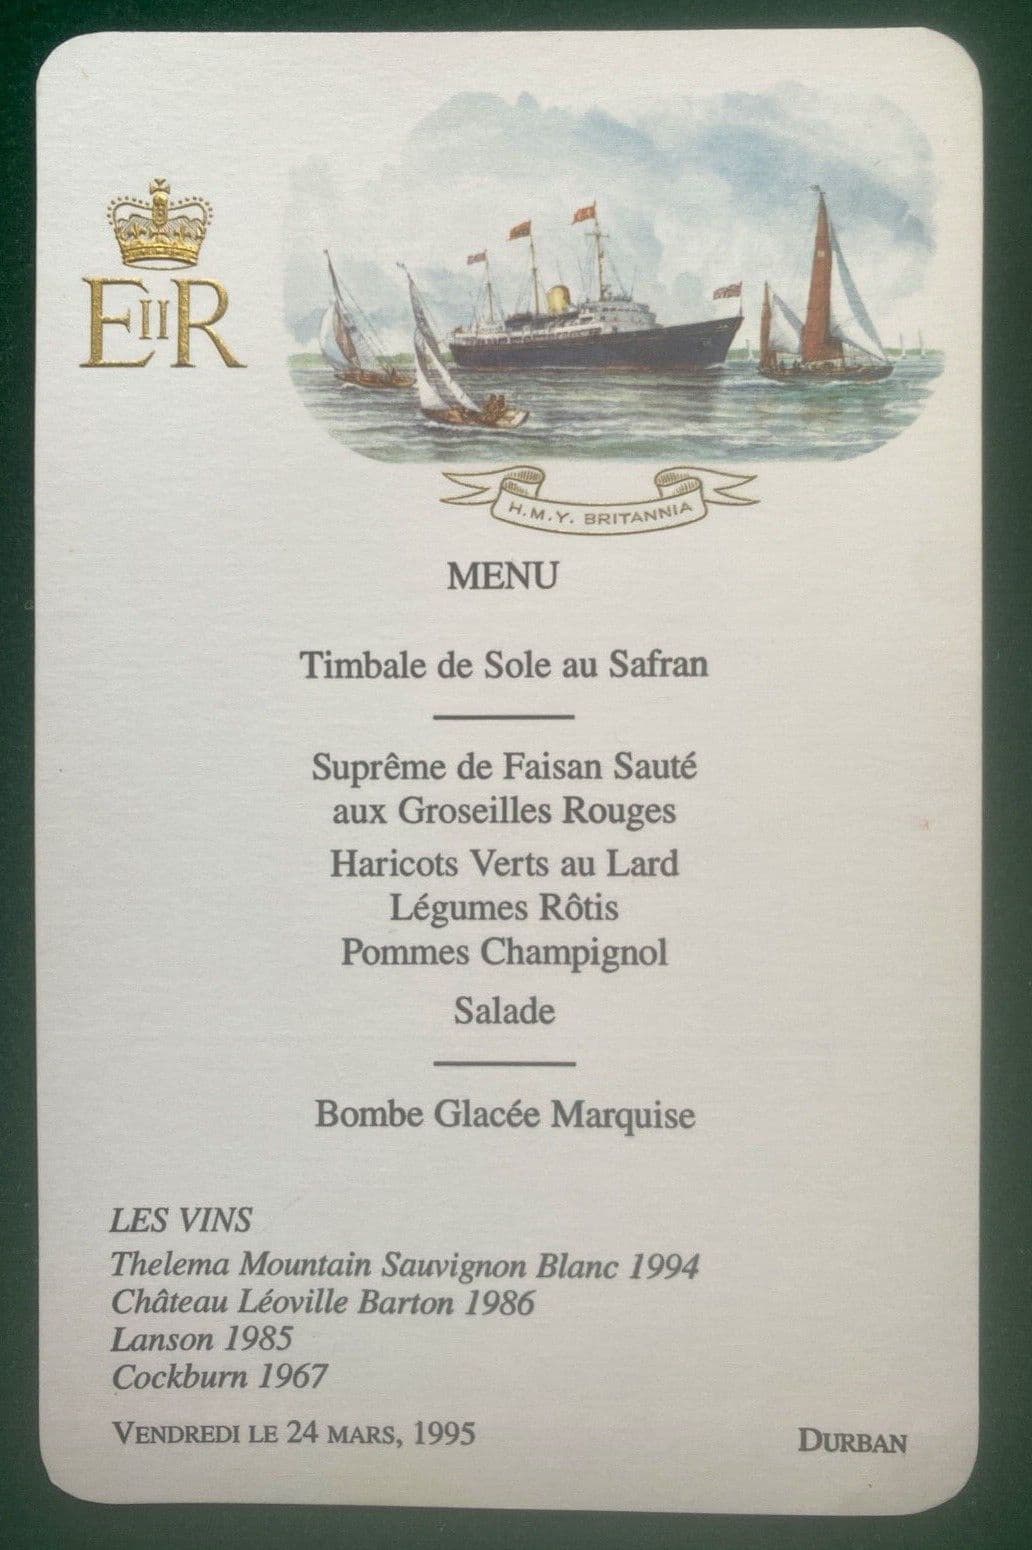 EIIR
H.M.Y. BRITANNIA
MENU
Timbale de Sole au Safran
Suprême de Faisan Sauté
aux Groseilles Rouges
Haricots Verts au Lard
Légumes Rôtis
Pommes Champignol
Salade
Bombe Glacée Marquise
LES VINS
Thelema Mountain Sauvignon Blanc 1994
Château Léoville Barton 1986
Lanson 1985
Cockburn 1967
VENDREDI LE 24 MARS, 1995
DURBAN